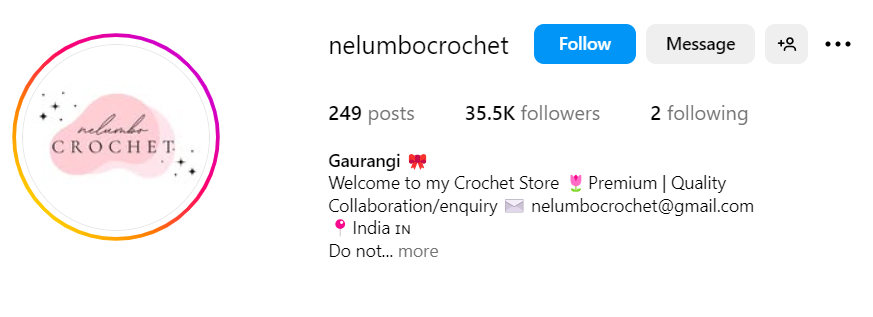 nelumbo
CROCHET
nelumbocrochet Follow Message
249 posts 35.5K followers 2 following
Gaurangi 🎀
Welcome to my Crochet Store 🌷Premium | Quality
Collaboration/enquiry ✉️ nelumbocrochet@gmail.com
📍 India ɪɴ
Do not... more